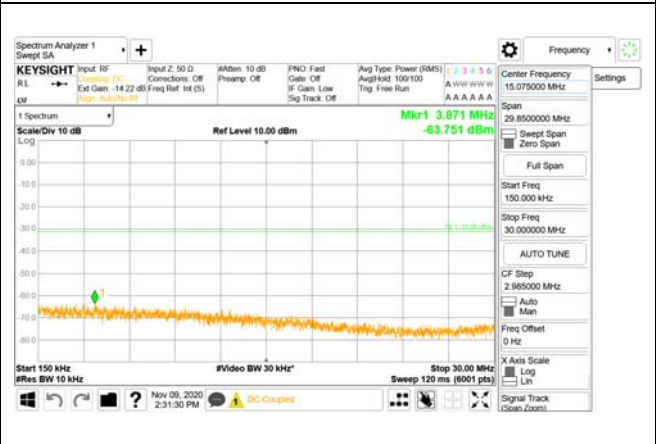 Spectrum Analyzer 1
Swept SA
+
Frequency
KEYSIGHT
RL
Input: RF
Coupling: DC
Ext Gain: -14.22 dB
Align: Auto/No RF
Input Z: 50 Ω
Corrections: Off
Freq Ref: Int (S)
#Atten: 10 dB
Preamp: Off
PNO: Fast
Gate: Off
IF Gain: Low
Sig Track: Off
Avg Type: Power (RMS)
Avg|Hold: 100/100
Trig: Free Run
1 2 3 4 5 6
A W W W W W
A A A A A A
1 Spectrum
Scale/Div 10 dB
Log
Ref Level 10.00 dBm
Mkr1 3.871 MHz
-63.751 dBm
0.00
-10.0
-20.0
-30.0
-40.0
-50.0
-60.0
-70.0
-80.0
1
Start 150 kHz
#Res BW 10 kHz
#Video BW 30 kHz*
Stop 30.00 MHz
Sweep 120 ms (6001 pts)
Nov 09, 2020
2:31:30 PM
? 
1
DC Coupled
Center Frequency
15.075000 MHz
Settings
Span
29.8500000 MHz
Swept Span
Zero Span
Full Span
Start Freq
150.000 kHz
Stop Freq
30.000000 MHz
AUTO TUNE
CF Step
2.985000 MHz
Auto
Man
Freq Offset
0 Hz
X Axis Scale
Log
Lin
Signal Track
(Span Zoom)